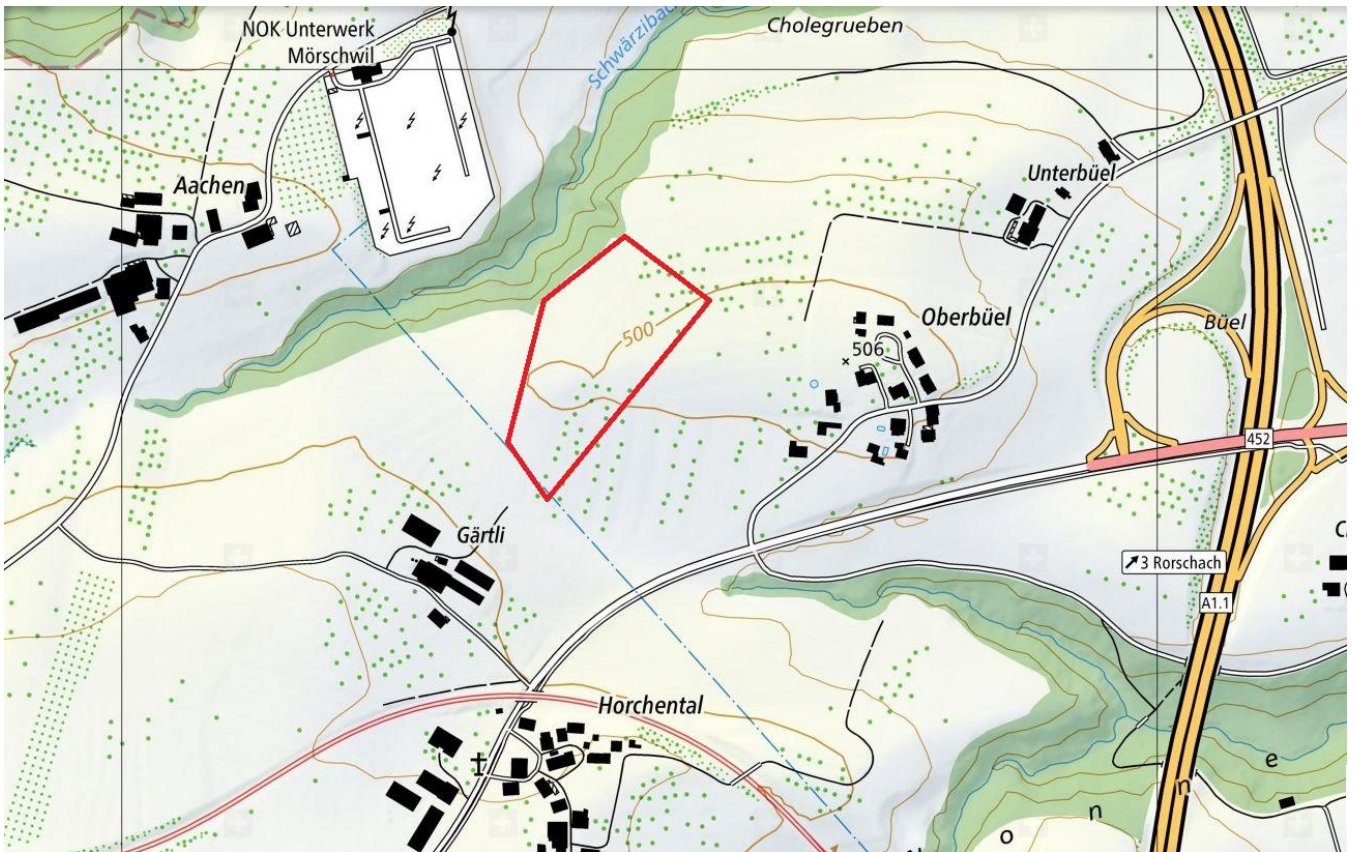 NOK Unterwerk
Mörschwil
Schwärzibach
Cholegrueben
Aachen
Unterbüel
500
Oberbüel
506
Büel
452
Gärtli
3 Rorschach
A1.1
Horchental
e
n
n
o